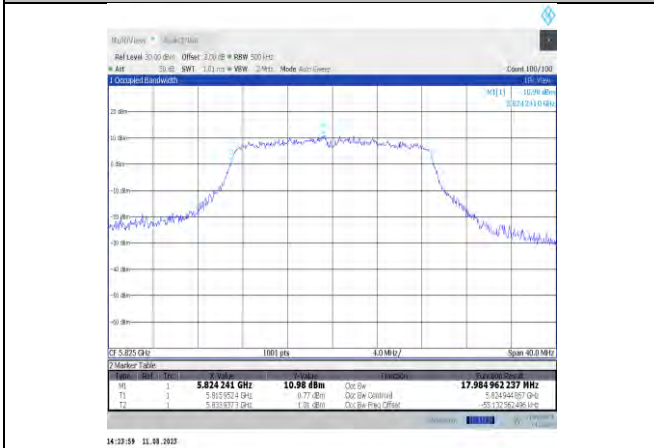 MultiView Spectrum
Ref Level 30.00 dBm Offset 2.00 dB RBW 500 kHz
Att 30 dB SWT 1.01 ms VBW 2 MHz Mode Auto Sweep Count 100/100
1 Occupied Bandwidth
M1[1] 10.98 dBm
5.824 2410 GHz
20 dBm
10 dBm
0 dBm
-10 dBm
-20 dBm
-30 dBm
-40 dBm
-50 dBm
-60 dBm
CF 5.825 GHz 1001 pts 4.0 MHz/ Span 40.0 MHz
2 Marker Table
Type Ref Trc X-Value Y-Value Function Function Result
M1 1 5.824 241 GHz 10.98 dBm Occ Bw 17.984 962 237 MHz
T1 1 0.77 dBm Occ Bw Centroid
T2 1 1.01 dBm Occ Bw Freq Offset
14:23:59 11.08.2023